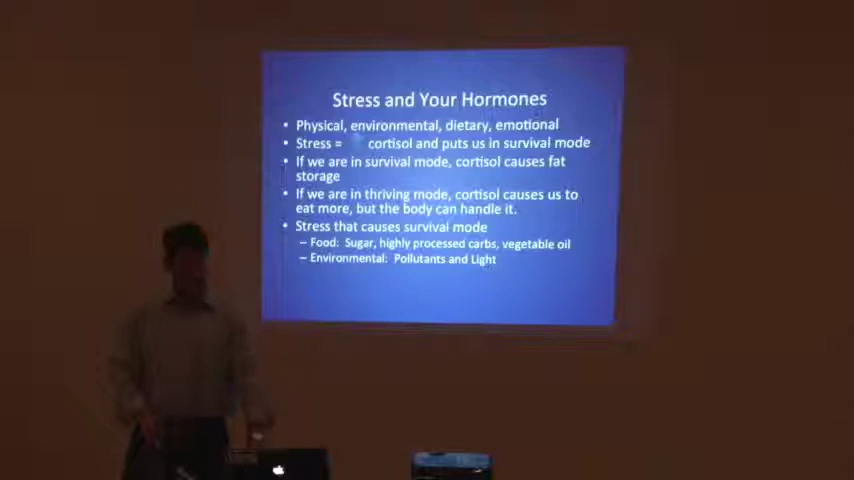 Stress and Your Hormones
• Physical, environmental, dietary, emotional
• Stress = cortisol and puts us in survival mode
• If we are in survival mode, cortisol causes fat
storage
• If we are in thriving mode, cortisol causes us to
eat more, but the body can handle it.
• Stress that causes survival mode
– Food: Sugar, highly processed carbs, vegetable oil
– Environmental: Pollutants and Light